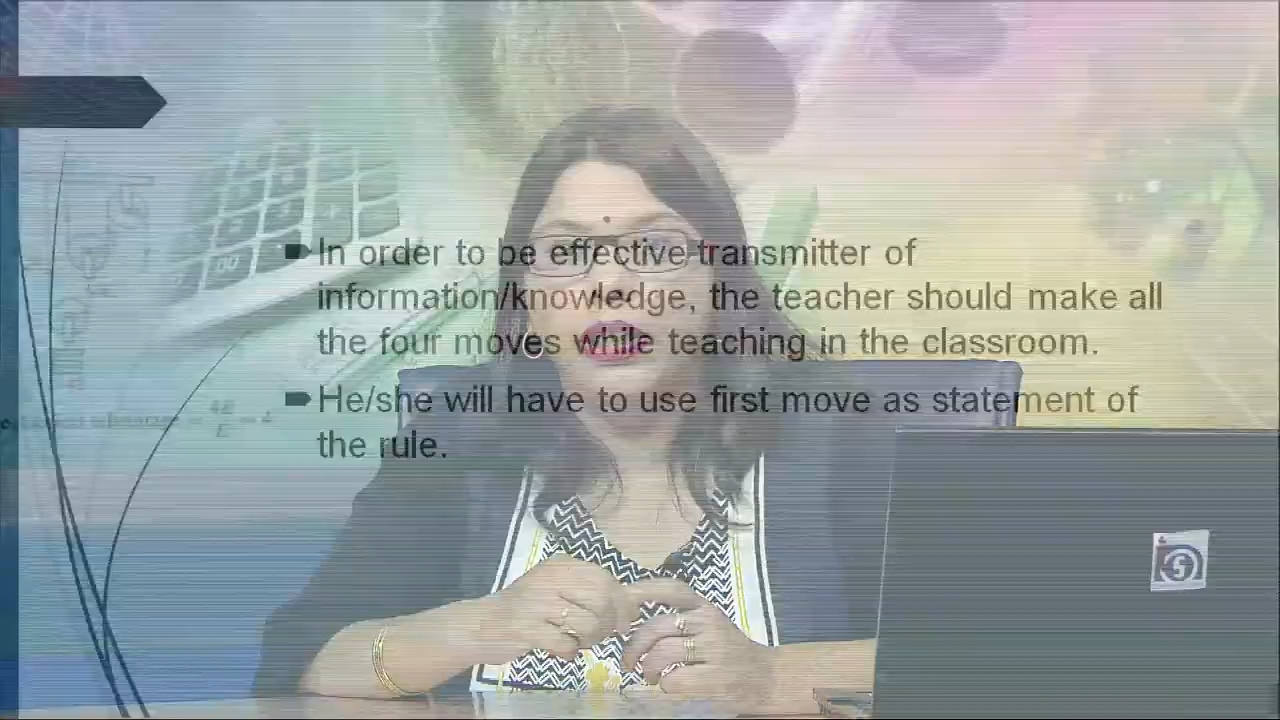 In order to be effective transmitter of
information/knowledge, the teacher should make all
the four moves while teaching in the classroom.
He/she will have to use first move as statement of
the rule.